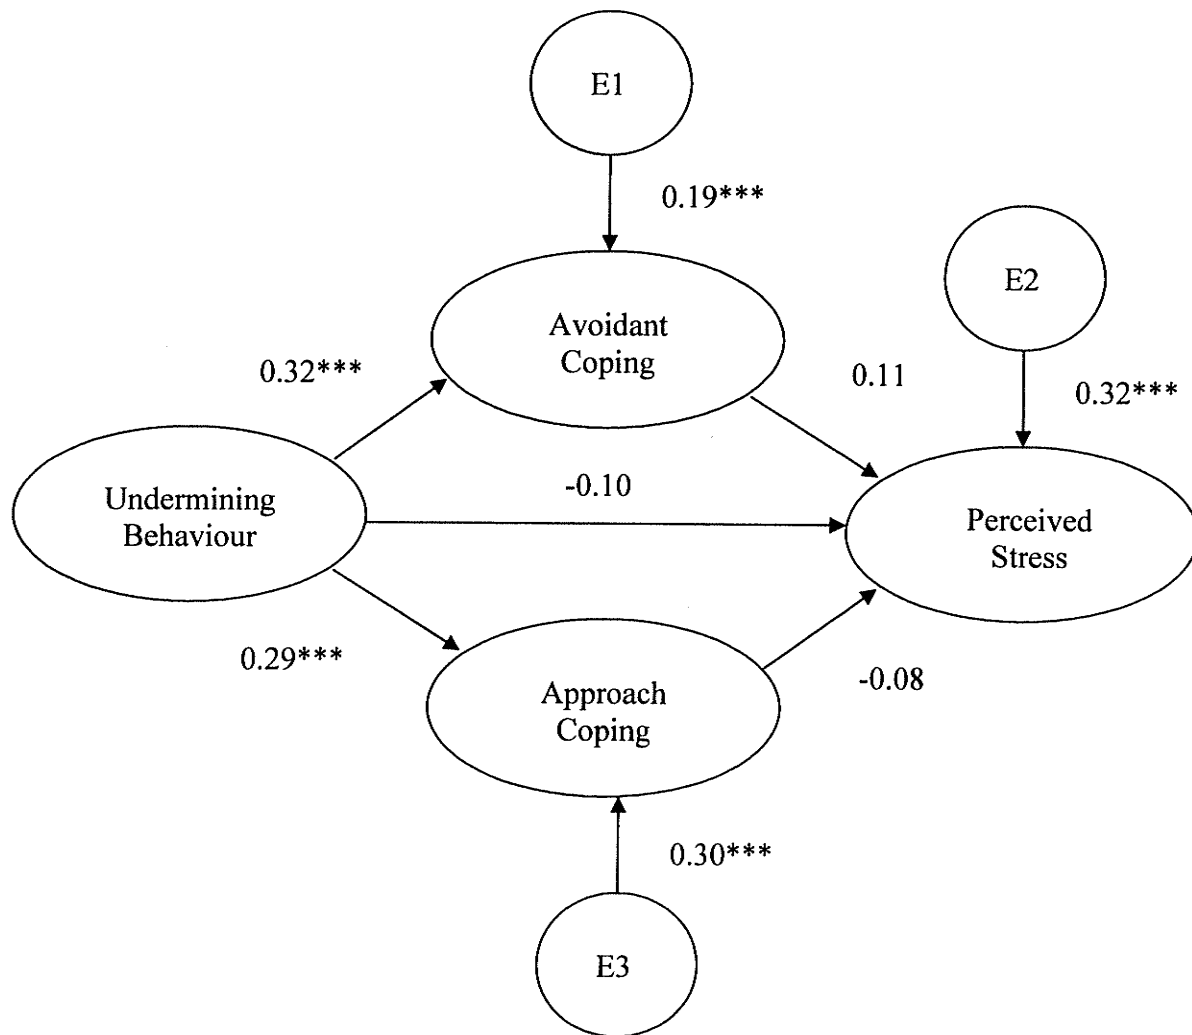 E1
0.19***
E2
Avoidant
Coping
0.32***
0.11
0.32***
Undermining
Behaviour
-0.10
Perceived
Stress
0.29***
Approach
Coping
-0.08
0.30***
E3